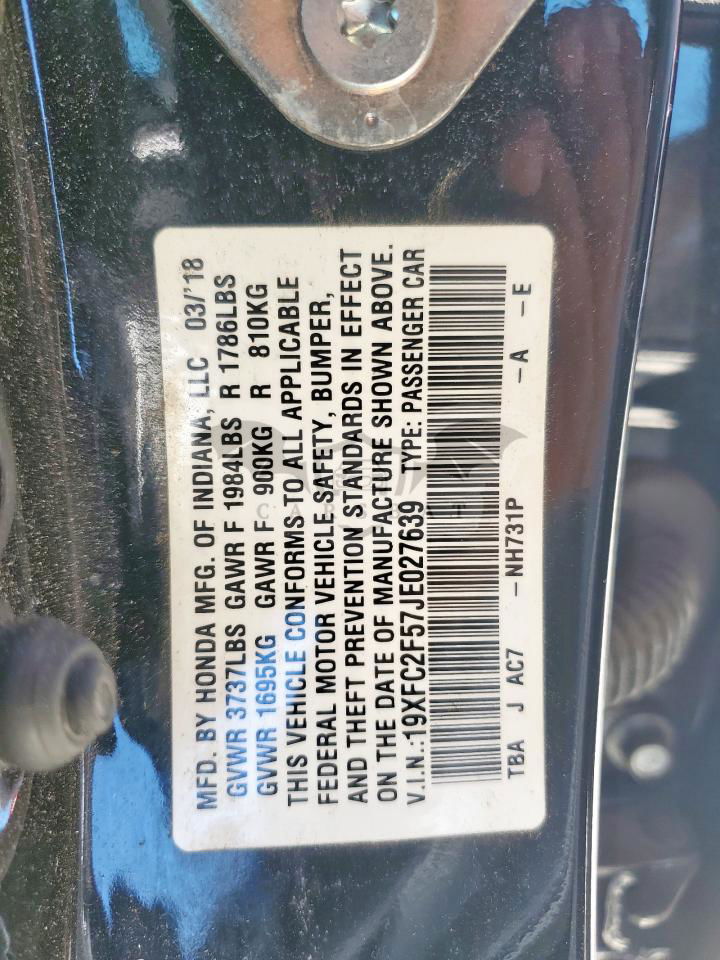 MFD. BY HONDA MFG. OF INDIANA, LLC 03/'18
GVWR 3737LBS GAWR F 1984LBS R 1786LBS
GVWR 1695KG GAWR F 900KG R 810KG
THIS VEHICLE CONFORMS TO ALL APPLICABLE
FEDERAL MOTOR VEHICLE SAFETY, BUMPER,
AND THEFT PREVENTION STANDARDS IN EFFECT
ON THE DATE OF MANUFACTURE SHOWN ABOVE.
V.I.N.:19XFC2F57JE027639 TYPE: PASSENGER CAR
TBA J AC7 -NH731P -A -E
CARSBAT